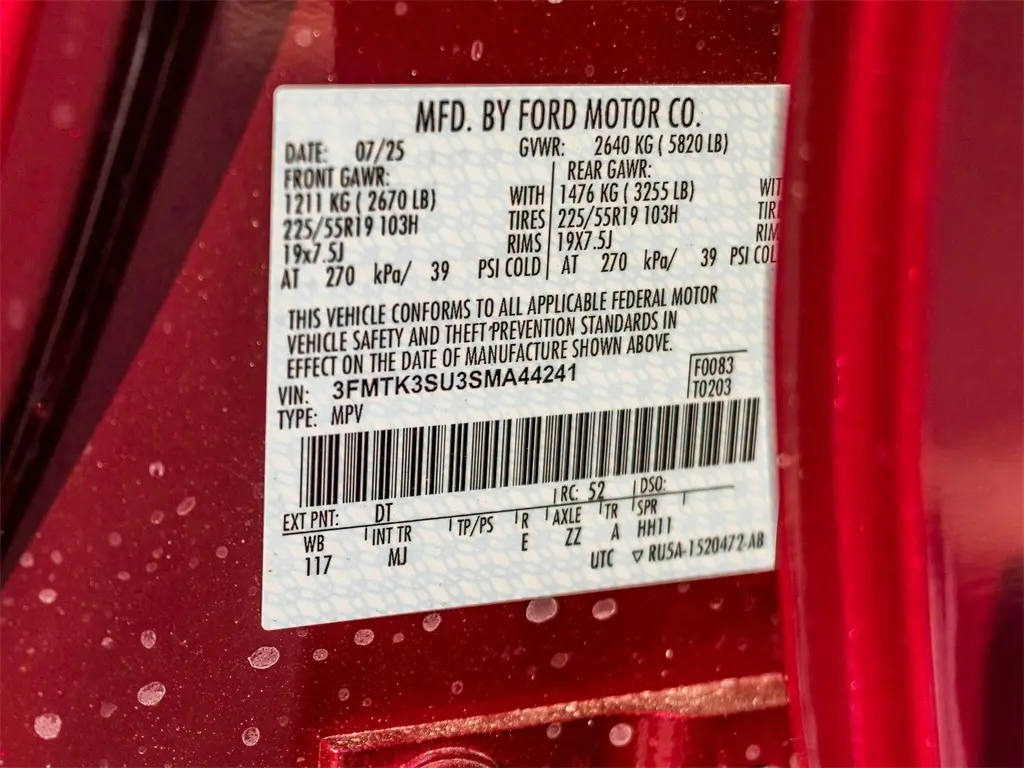 MFD. BY FORD MOTOR CO.
DATE: 07/25 GVWR: 2640 KG ( 5820 LB)
FRONT GAWR: REAR GAWR:
1211 KG ( 2670 LB) WITH 1476 KG ( 3255 LB) WIT
225/55R19 103H TIRES 225/55R19 103H TIR
19x7.5J RIMS 19X7.5J RIM
AT 270 kPa/ 39 PSI COLD AT 270 kPa/ 39 PSI COL
THIS VEHICLE CONFORMS TO ALL APPLICABLE FEDERAL MOTOR
VEHICLE SAFETY AND THEFT PREVENTION STANDARDS IN
EFFECT ON THE DATE OF MANUFACTURE SHOWN ABOVE.
VIN: 3FMTK3SU3SMA44241 F0083
TYPE: MPV T0203
EXT PNT: DT RC: 52 DSO:
WB INT TR TP/PS R AXLE TR SPR
117 MJ E ZZ A HH11
UTC ▽ RU5A-1520472-AB